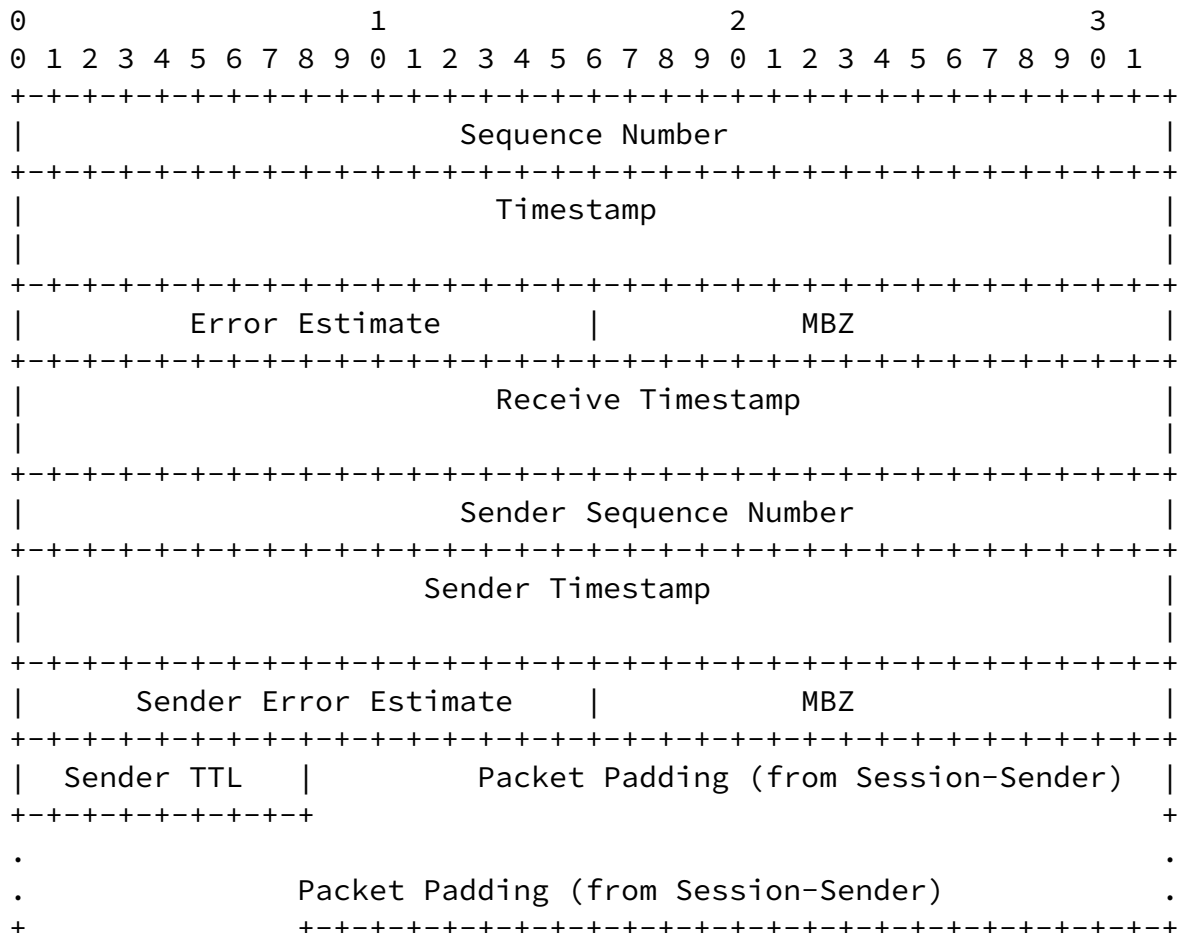 0                   1                   2                   3
0 1 2 3 4 5 6 7 8 9 0 1 2 3 4 5 6 7 8 9 0 1 2 3 4 5 6 7 8 9 0 1
+-+-+-+-+-+-+-+-+-+-+-+-+-+-+-+-+-+-+-+-+-+-+-+-+-+-+-+-+-+-+-+-+
|                        Sequence Number                        |
+-+-+-+-+-+-+-+-+-+-+-+-+-+-+-+-+-+-+-+-+-+-+-+-+-+-+-+-+-+-+-+-+
|                          Timestamp                            |
|                                                               |
+-+-+-+-+-+-+-+-+-+-+-+-+-+-+-+-+-+-+-+-+-+-+-+-+-+-+-+-+-+-+-+-+
|         Error Estimate        |           MBZ                 |
+-+-+-+-+-+-+-+-+-+-+-+-+-+-+-+-+-+-+-+-+-+-+-+-+-+-+-+-+-+-+-+-+
|                          Receive Timestamp                    |
|                                                               |
+-+-+-+-+-+-+-+-+-+-+-+-+-+-+-+-+-+-+-+-+-+-+-+-+-+-+-+-+-+-+-+-+
|                        Sender Sequence Number                 |
+-+-+-+-+-+-+-+-+-+-+-+-+-+-+-+-+-+-+-+-+-+-+-+-+-+-+-+-+-+-+-+-+
|                      Sender Timestamp                         |
|                                                               |
+-+-+-+-+-+-+-+-+-+-+-+-+-+-+-+-+-+-+-+-+-+-+-+-+-+-+-+-+-+-+-+-+
|      Sender Error Estimate    |           MBZ                 |
+-+-+-+-+-+-+-+-+-+-+-+-+-+-+-+-+-+-+-+-+-+-+-+-+-+-+-+-+-+-+-+-+
|  Sender TTL   |         Packet Padding (from Session-Sender)  |
+-+-+-+-+-+-+-+-+                                               +
.                                                               .
.               Packet Padding (from Session-Sender)            .
+               +-+-+-+-+-+-+-+-+-+-+-+-+-+-+-+-+-+-+-+-+-+-+-+-+